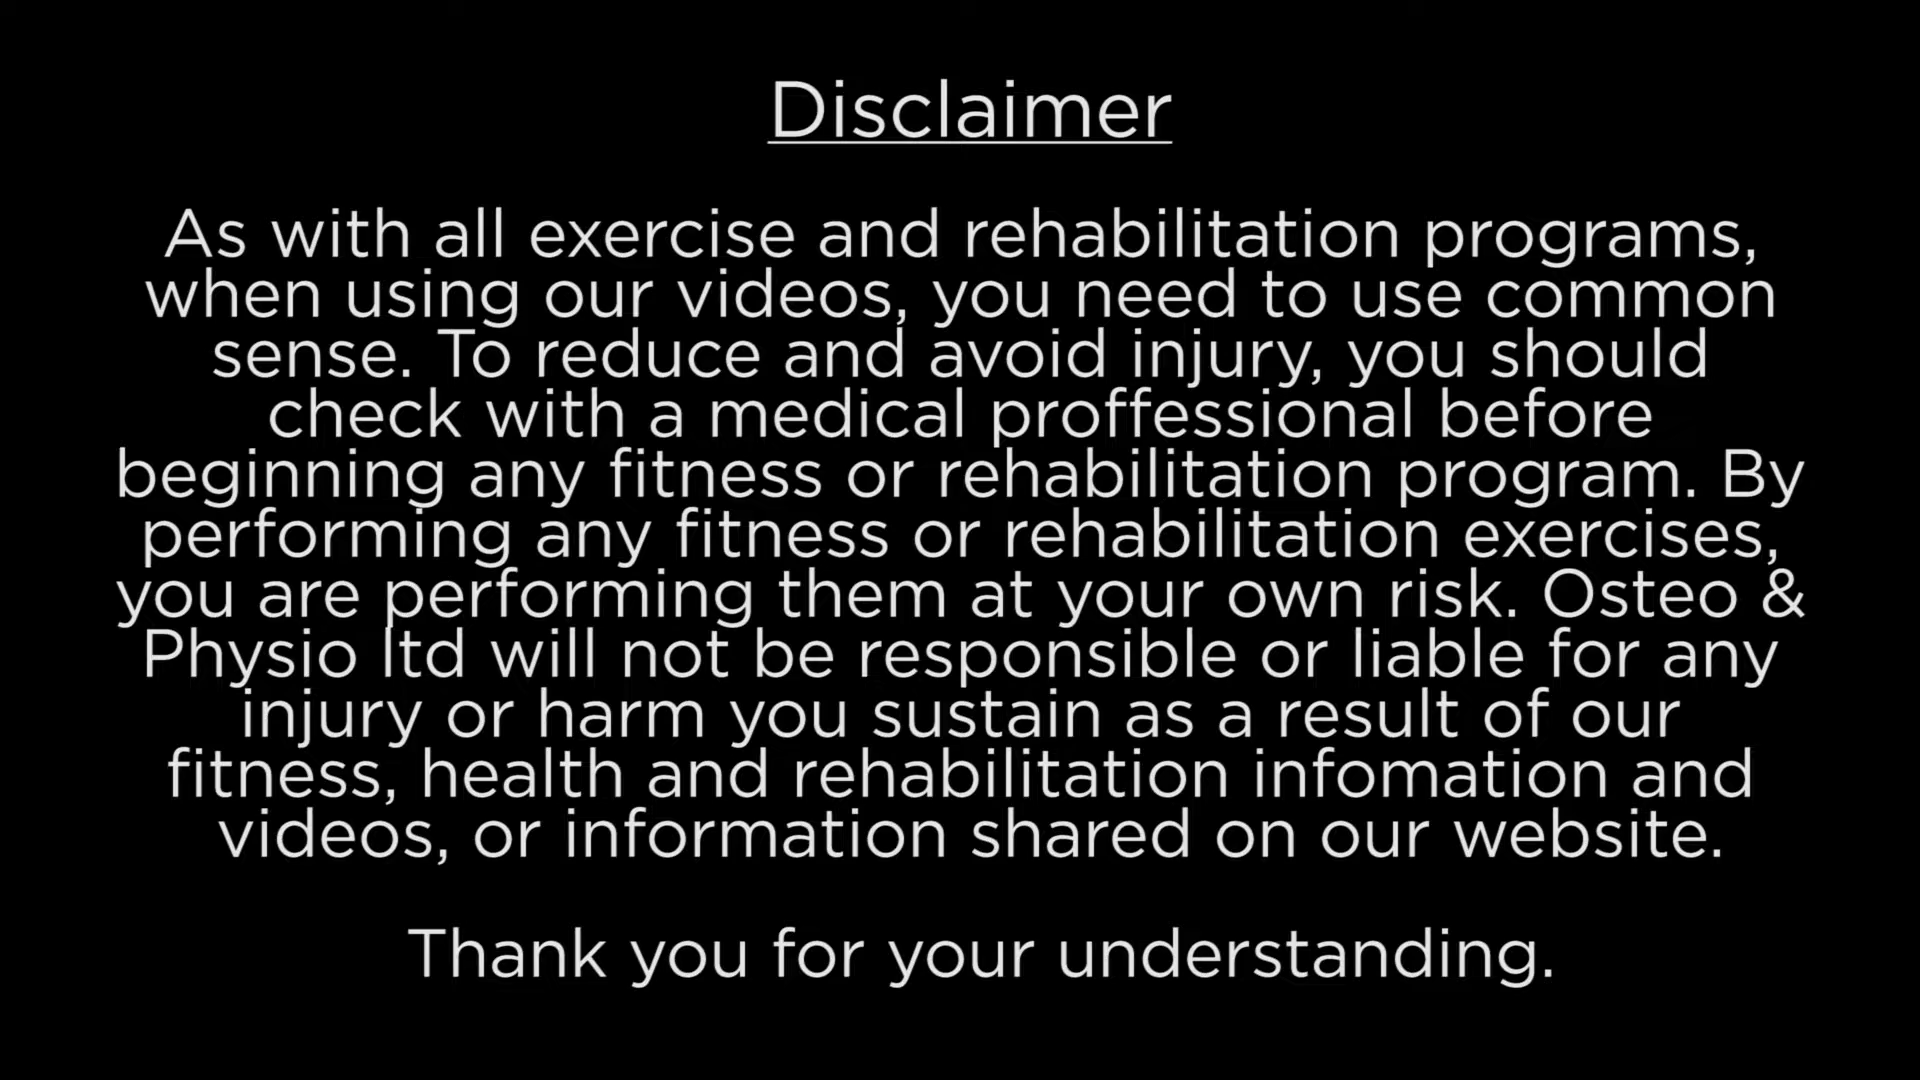 Disclaimer
As with all exercise and rehabilitation programs,
when using our videos, you need to use common
sense. To reduce and avoid injury, you should
check with a medical proffessional before
beginning any fitness or rehabilitation program. By
performing any fitness or rehabilitation exercises,
you are performing them at your own risk. Osteo &
Physio ltd will not be responsible or liable for any
injury or harm you sustain as a result of our
fitness, health and rehabilitation infomation and
videos, or information shared on our website.
Thank you for your understanding.